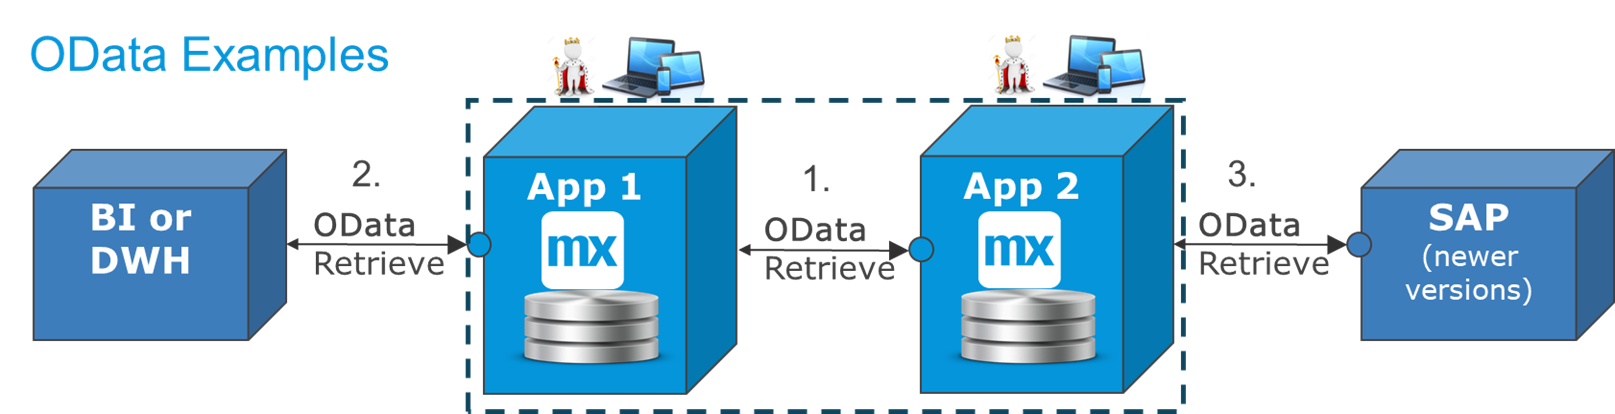 OData Examples
2.
1.
3.
BI or
DWH
OData
Retrieve
App 1
mx
OData
Retrieve
App 2
mx
OData
Retrieve
SAP
(newer
versions)